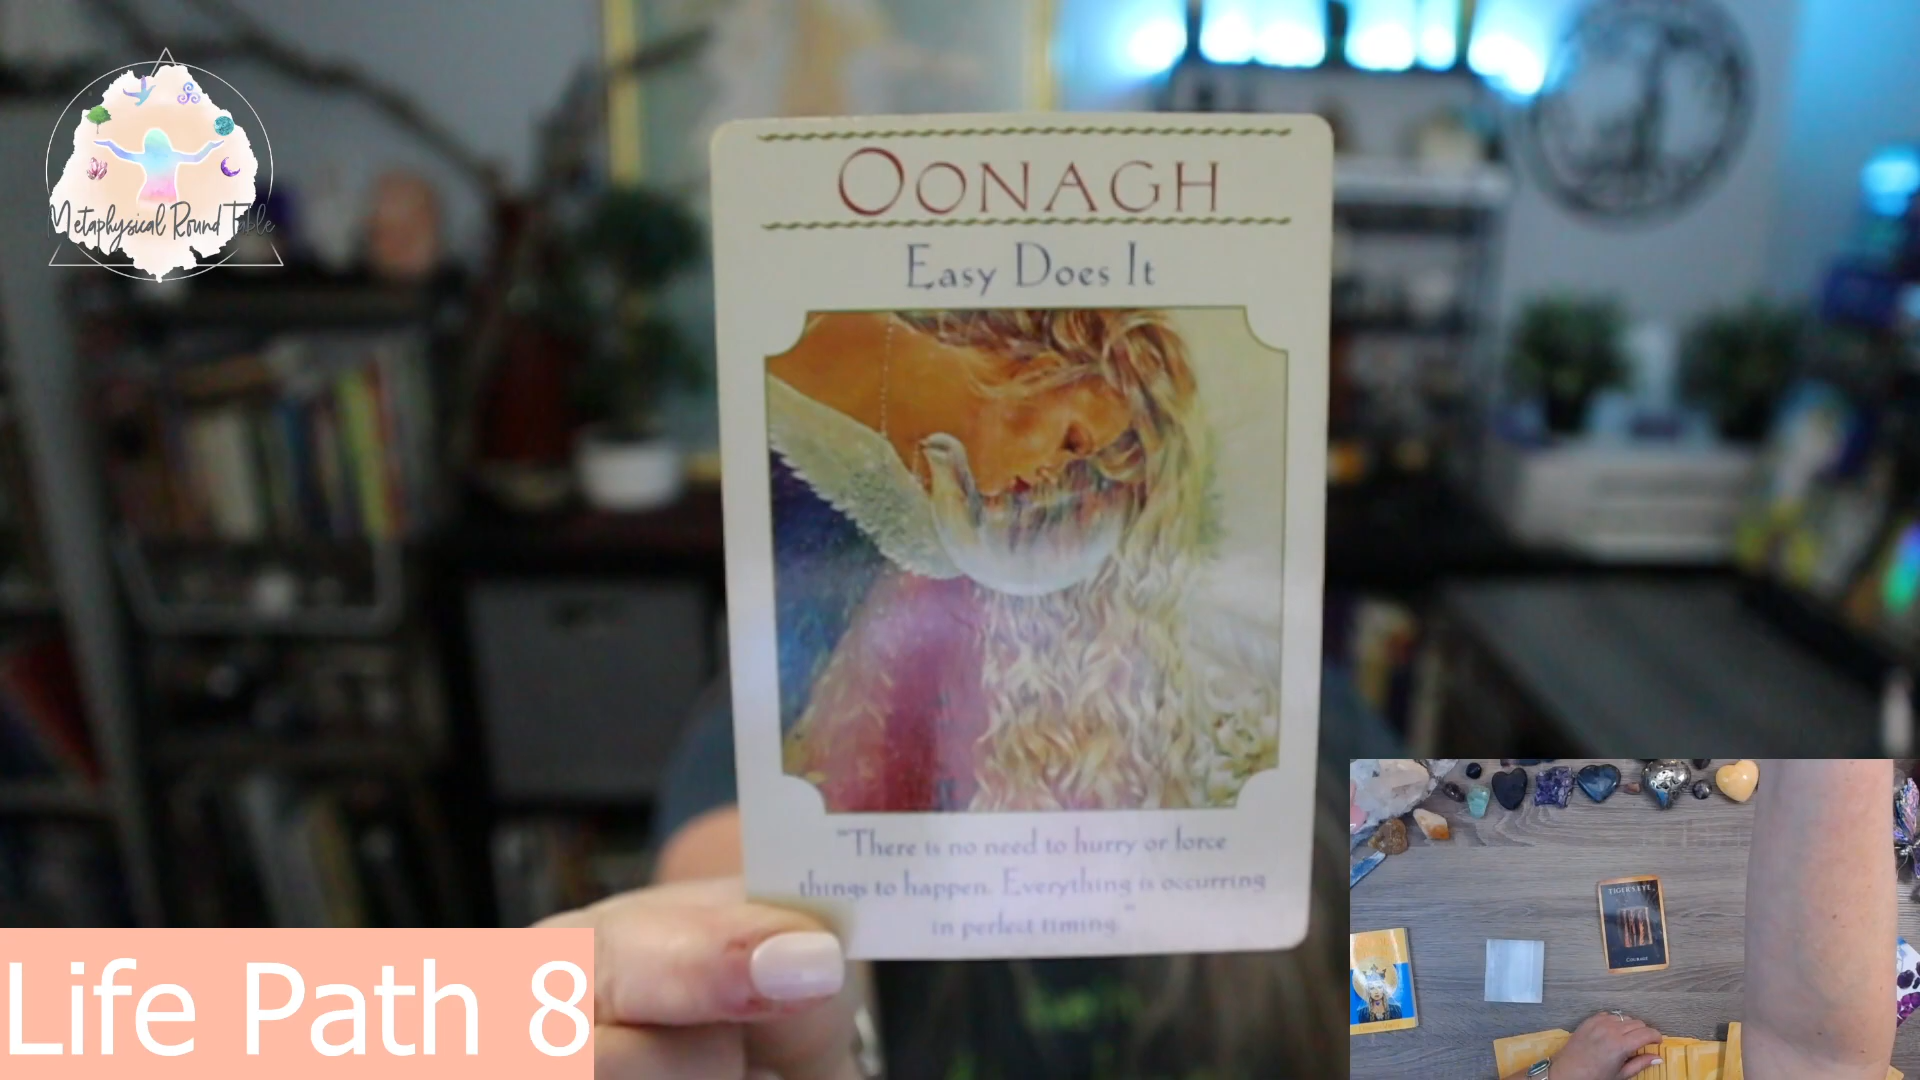 Metaphysical Round Table
OONAGH
Easy Does It
"There is no need to hurry or force
things to happen. Everything is occurring
in perfect timing."
Life Path 8
TIGER'S EYE
COURAGE